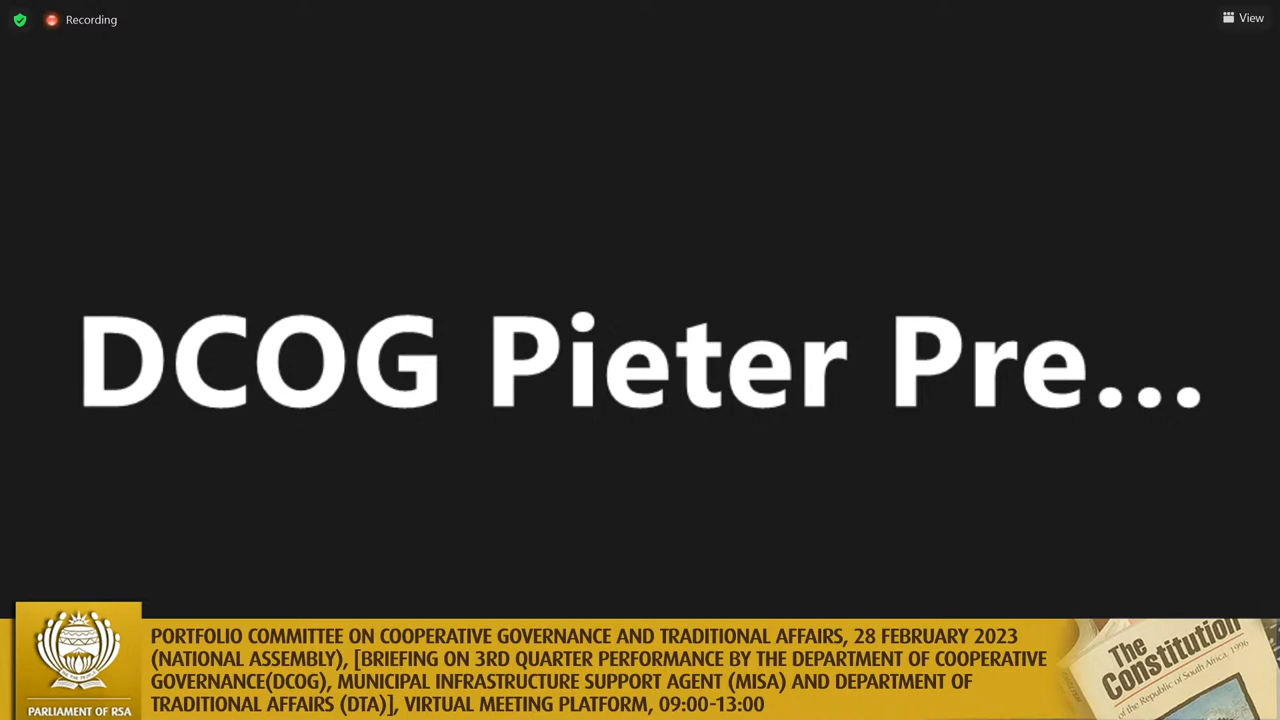 Recording
View
DCOG Pieter Pre...
PORTFOLIO COMMITTEE ON COOPERATIVE GOVERNANCE AND TRADITIONAL AFFAIRS, 28 FEBRUARY 2023
(NATIONAL ASSEMBLY), [BRIEFING ON 3RD QUARTER PERFORMANCE BY THE DEPARTMENT OF COOPERATIVE
GOVERNANCE(DCOG), MUNICIPAL INFRASTRUCTURE SUPPORT AGENT (MISA) AND DEPARTMENT OF
TRADITIONAL AFFAIRS (DTA)], VIRTUAL MEETING PLATFORM, 09:00-13:00
PARLIAMENT OF RSA
The
Constitution
of the Republic of South Africa, 1996